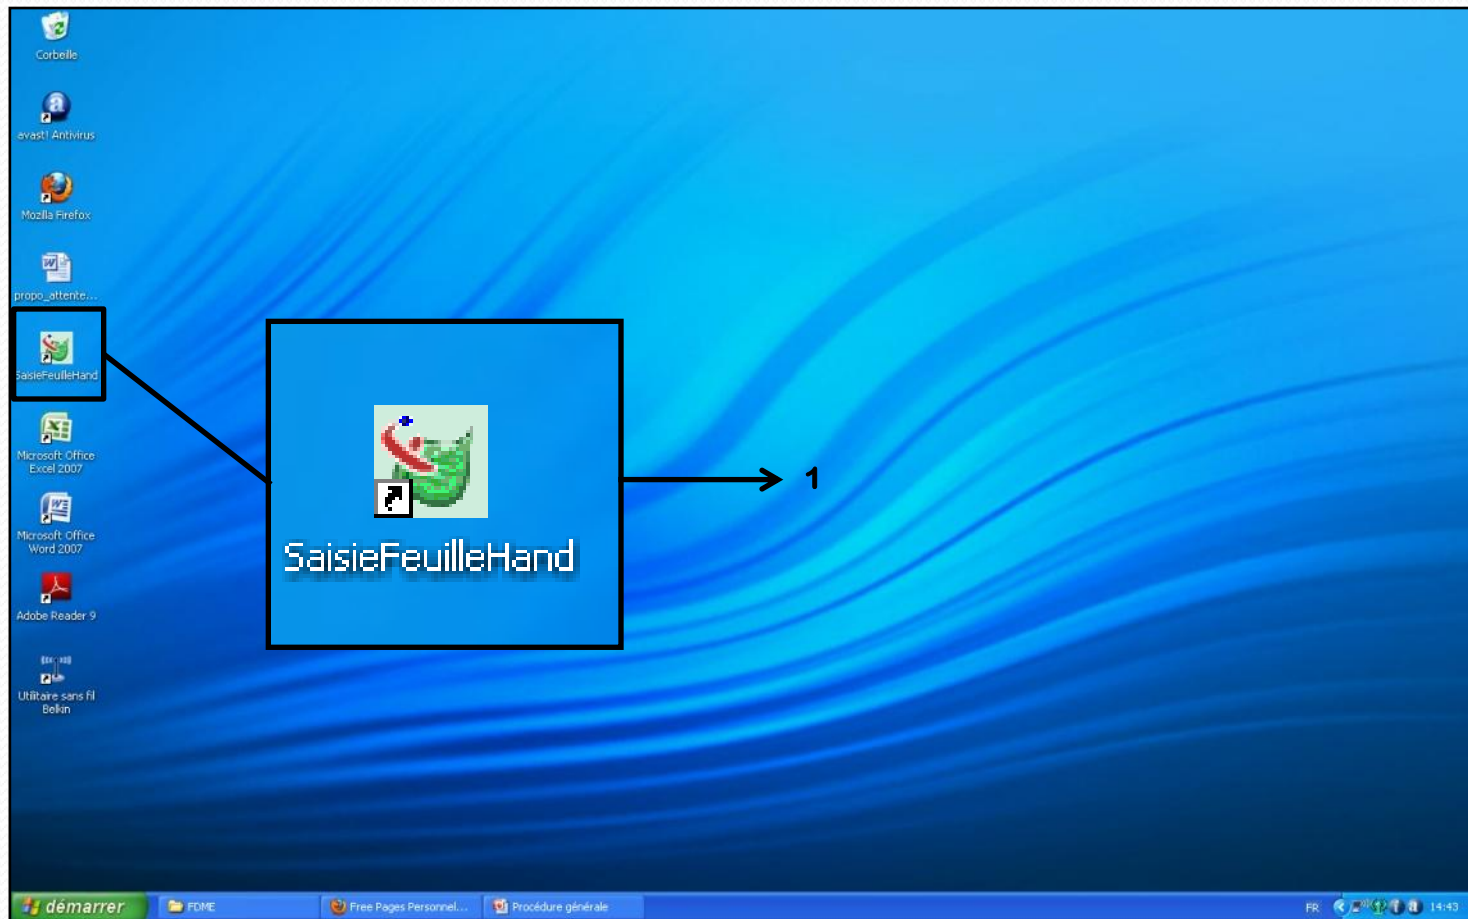 Corbeille
avast! Antivirus
Mozilla Firefox
propo_attente...
SaisieFeuilleHand
Microsoft Office
Excel 2007
Microsoft Office
Word 2007
Adobe Reader 9
Utilitaire sans fil
Belkin
SaisieFeuilleHand
1
démarrer
FDME
Free Pages Personnel...
Procédure générale
FR
14:43